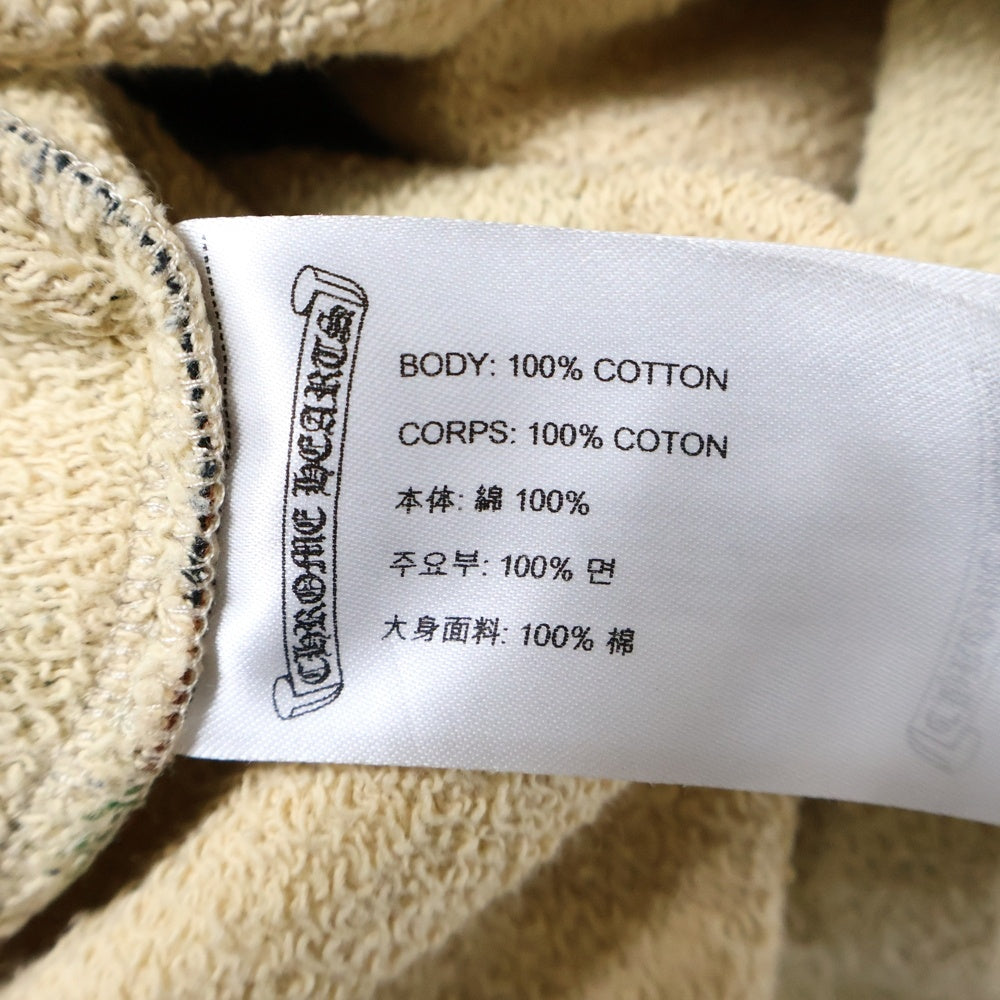 CHROME HEARTS
BODY: 100% COTTON
CORPS: 100% COTON
本体: 綿 100%
주요부: 100% 면
大身面料: 100% 棉